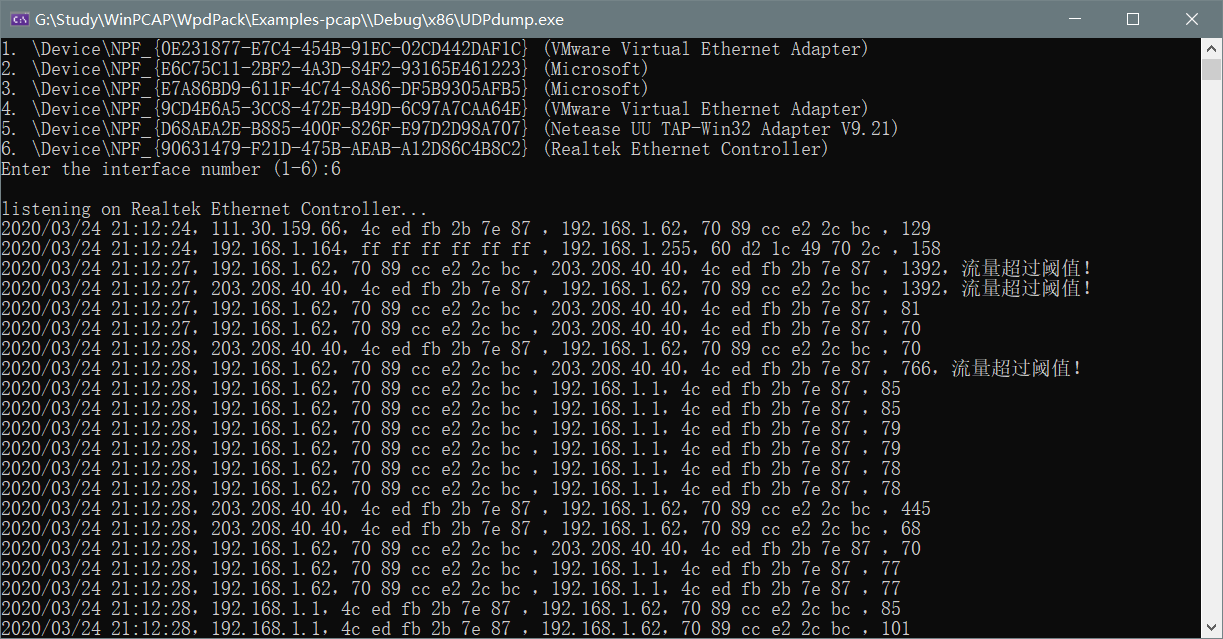 G:\Study\WinPCAP\WpdPack\Examples-pcap\\Debug\x86\UDPdump.exe
1. \Device\NPF_{0E231877-E7C4-454B-91EC-02CD442DAF1C} (VMware Virtual Ethernet Adapter)
2. \Device\NPF_{E6C75C11-2BF2-4A3D-84F2-93165E461223} (Microsoft)
3. \Device\NPF_{E7A86BD9-611F-4C74-8A86-DF5B9305AFB5} (Microsoft)
4. \Device\NPF_{9CD4E6A5-3CC8-472E-B49D-6C97A7CAA64E} (VMware Virtual Ethernet Adapter)
5. \Device\NPF_{D68AEA2E-B885-400F-826F-E97D2D98A707} (Netease UU TAP-Win32 Adapter V9.21)
6. \Device\NPF_{90631479-F21D-475B-AEAB-A12D86C4B8C2} (Realtek Ethernet Controller)
Enter the interface number (1-6):6
listening on Realtek Ethernet Controller...
2020/03/24 21:12:24，111.30.159.66，4c ed fb 2b 7e 87 ，192.168.1.62，70 89 cc e2 2c bc ，129
2020/03/24 21:12:24，192.168.1.164，ff ff ff ff ff ff ，192.168.1.255，60 d2 1c 49 70 2c ，158
2020/03/24 21:12:27，192.168.1.62，70 89 cc e2 2c bc ，203.208.40.40，4c ed fb 2b 7e 87 ，1392，流量超过阈值！
2020/03/24 21:12:27，203.208.40.40，4c ed fb 2b 7e 87 ，192.168.1.62，70 89 cc e2 2c bc ，1392，流量超过阈值！
2020/03/24 21:12:27，192.168.1.62，70 89 cc e2 2c bc ，203.208.40.40，4c ed fb 2b 7e 87 ，81
2020/03/24 21:12:27，192.168.1.62，70 89 cc e2 2c bc ，203.208.40.40，4c ed fb 2b 7e 87 ，70
2020/03/24 21:12:28，203.208.40.40，4c ed fb 2b 7e 87 ，192.168.1.62，70 89 cc e2 2c bc ，70
2020/03/24 21:12:28，192.168.1.62，70 89 cc e2 2c bc ，203.208.40.40，4c ed fb 2b 7e 87 ，766，流量超过阈值！
2020/03/24 21:12:28，192.168.1.62，70 89 cc e2 2c bc ，192.168.1.1，4c ed fb 2b 7e 87 ，85
2020/03/24 21:12:28，192.168.1.62，70 89 cc e2 2c bc ，192.168.1.1，4c ed fb 2b 7e 87 ，85
2020/03/24 21:12:28，192.168.1.62，70 89 cc e2 2c bc ，192.168.1.1，4c ed fb 2b 7e 87 ，79
2020/03/24 21:12:28，192.168.1.62，70 89 cc e2 2c bc ，192.168.1.1，4c ed fb 2b 7e 87 ，79
2020/03/24 21:12:28，192.168.1.62，70 89 cc e2 2c bc ，192.168.1.1，4c ed fb 2b 7e 87 ，78
2020/03/24 21:12:28，192.168.1.62，70 89 cc e2 2c bc ，192.168.1.1，4c ed fb 2b 7e 87 ，78
2020/03/24 21:12:28，203.208.40.40，4c ed fb 2b 7e 87 ，192.168.1.62，70 89 cc e2 2c bc ，445
2020/03/24 21:12:28，203.208.40.40，4c ed fb 2b 7e 87 ，192.168.1.62，70 89 cc e2 2c bc ，68
2020/03/24 21:12:28，192.168.1.62，70 89 cc e2 2c bc ，203.208.40.40，4c ed fb 2b 7e 87 ，70
2020/03/24 21:12:28，192.168.1.62，70 89 cc e2 2c bc ，192.168.1.1，4c ed fb 2b 7e 87 ，77
2020/03/24 21:12:28，192.168.1.62，70 89 cc e2 2c bc ，192.168.1.1，4c ed fb 2b 7e 87 ，77
2020/03/24 21:12:28，192.168.1.1，4c ed fb 2b 7e 87 ，192.168.1.62，70 89 cc e2 2c bc ，85
2020/03/24 21:12:28，192.168.1.1，4c ed fb 2b 7e 87 ，192.168.1.62，70 89 cc e2 2c bc ，101